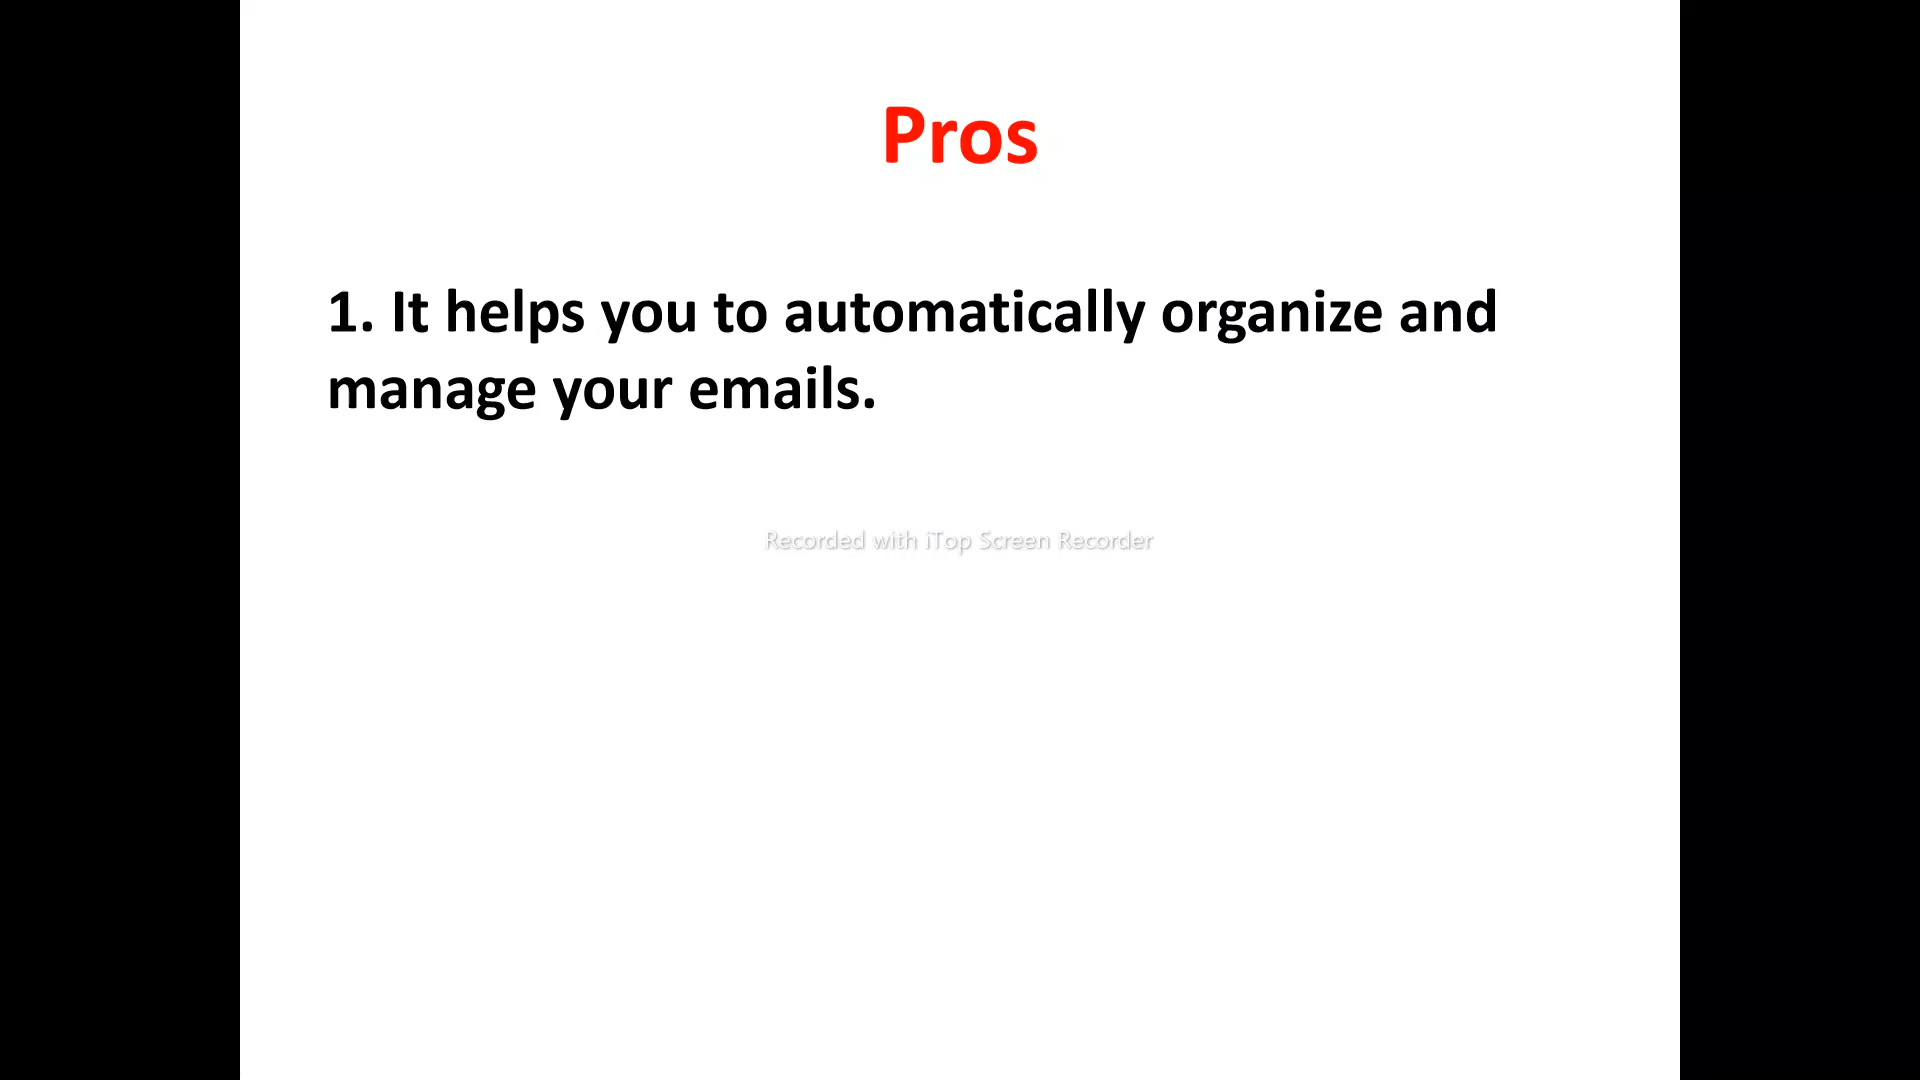 Pros
1. It helps you to automatically organize and
manage your emails.
Recorded with iTop Screen Recorder